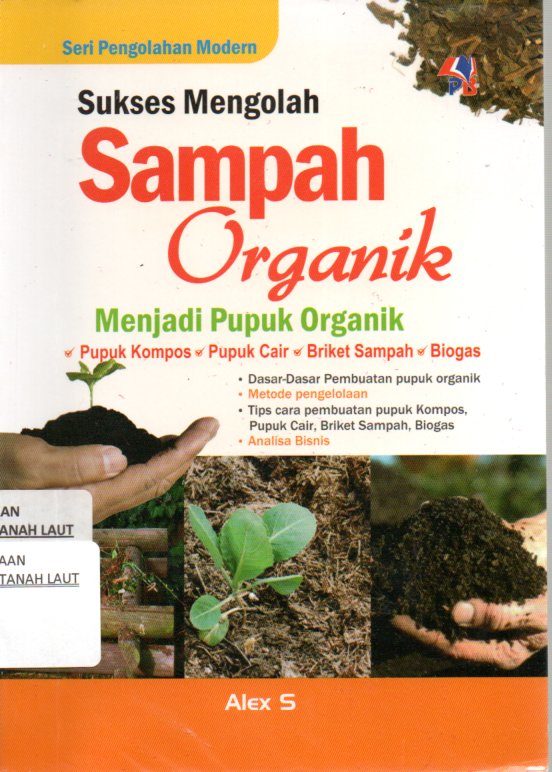 Seri Pengolahan Modern
PB
Sukses Mengolah
Sampah
Organik
Menjadi Pupuk Organik
Pupuk Kompos Pupuk Cair Briket Sampah Biogas
• Dasar-Dasar Pembuatan pupuk organik
• Metode pengelolaan
• Tips cara pembuatan pupuk Kompos,
Pupuk Cair, Briket Sampah, Biogas
• Analisa Bisnis
AN
TANAH LAUT
AAN
TANAH LAUT
Alex S